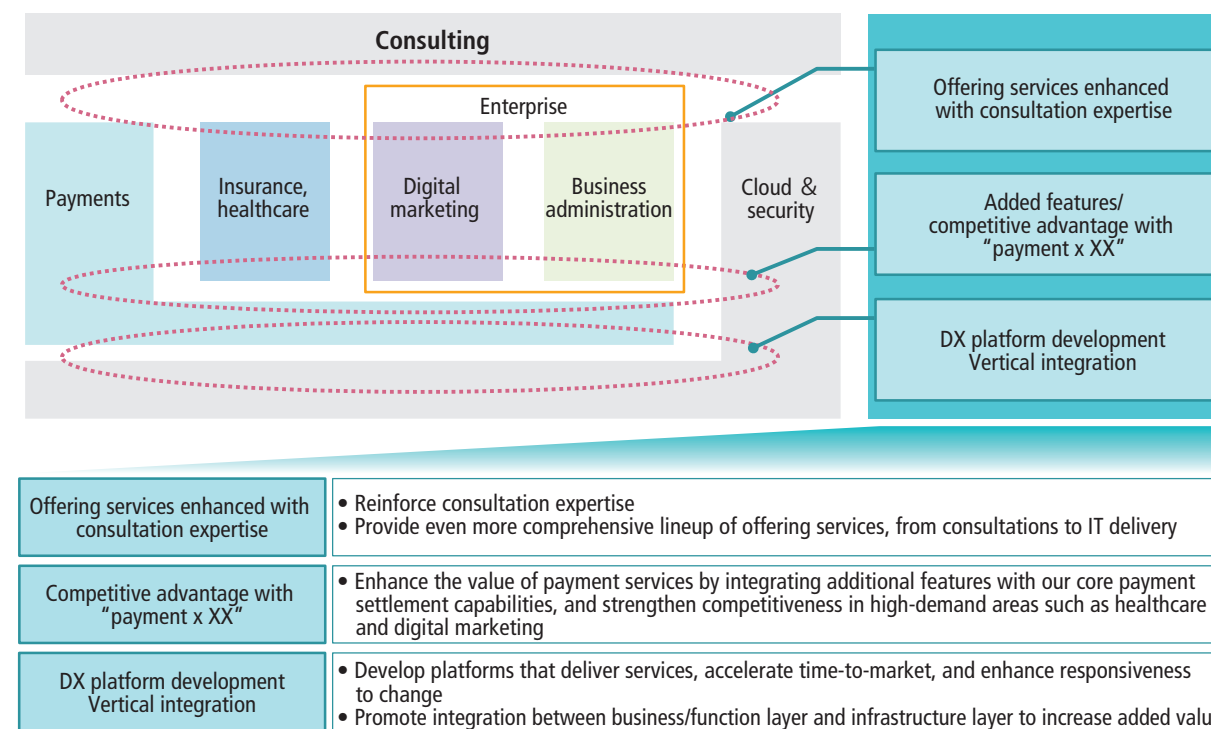 Consulting
Enterprise
Payments
Insurance,
healthcare
Digital
marketing
Business
administration
Cloud &
security
Offering services enhanced
with consultation expertise
Added features/
competitive advantage with
“payment x XX”
DX platform development
Vertical integration
Offering services enhanced with
consultation expertise
• Reinforce consultation expertise
• Provide even more comprehensive lineup of offering services, from consultations to IT delivery
Competitive advantage with
“payment x XX”
• Enhance the value of payment services by integrating additional features with our core payment
settlement capabilities, and strengthen competitiveness in high-demand areas such as healthcare
and digital marketing
DX platform development
Vertical integration
• Develop platforms that deliver services, accelerate time-to-market, and enhance responsiveness
to change
• Promote integration between business/function layer and infrastructure layer to increase added valu